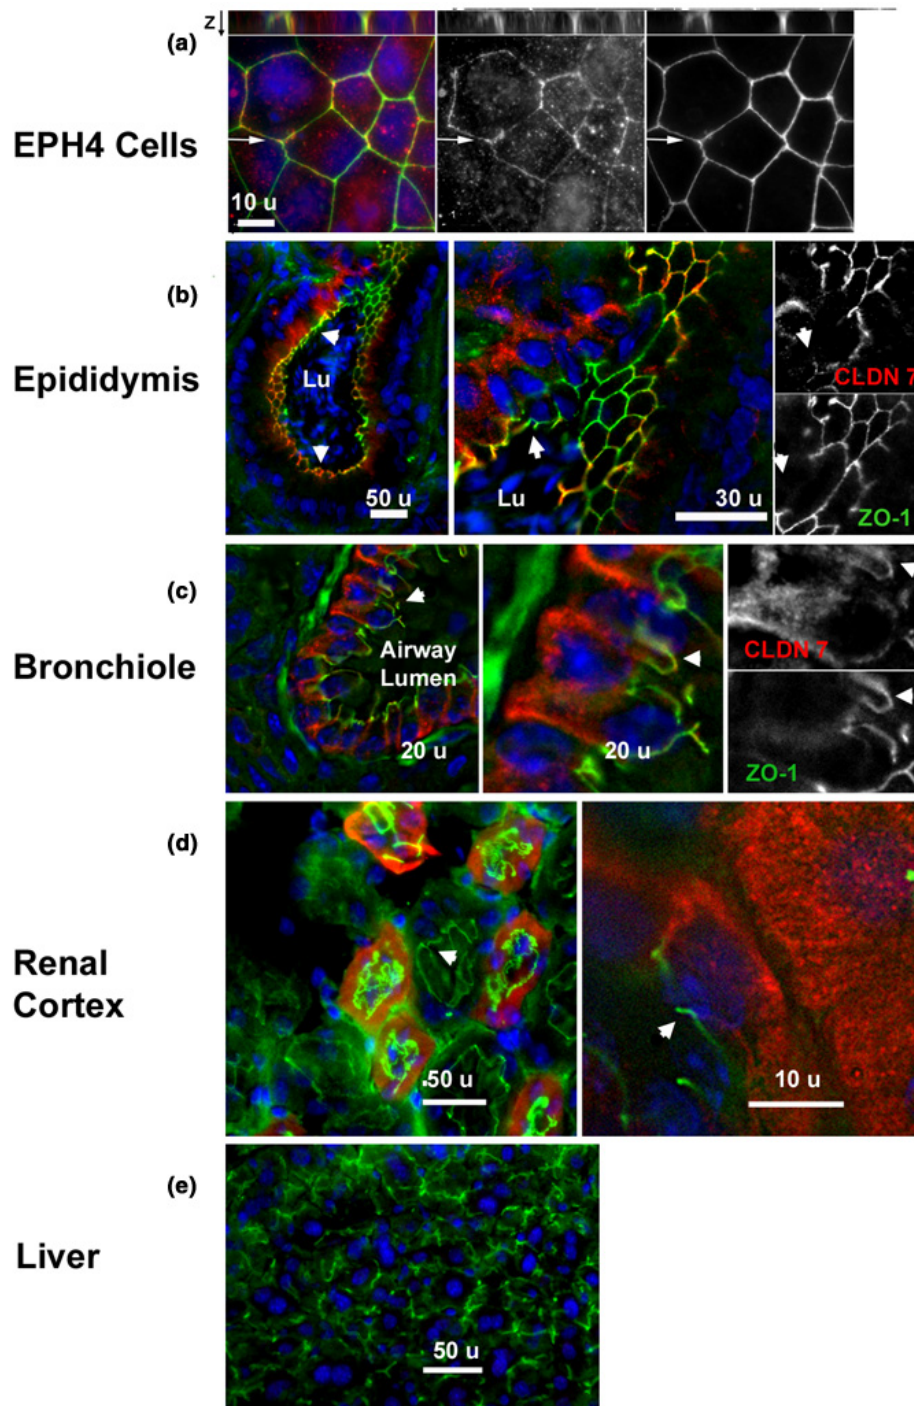 (a)
Z
EPH4 Cells
10 u
(b)
Epididymis
Lu
50 u
Lu
30 u
CLDN 7
ZO-1
(c)
Bronchiole
Airway
Lumen
20 u
20 u
CLDN 7
ZO-1
(d)
Renal
Cortex
50 u
10 u
(e)
Liver
50 u